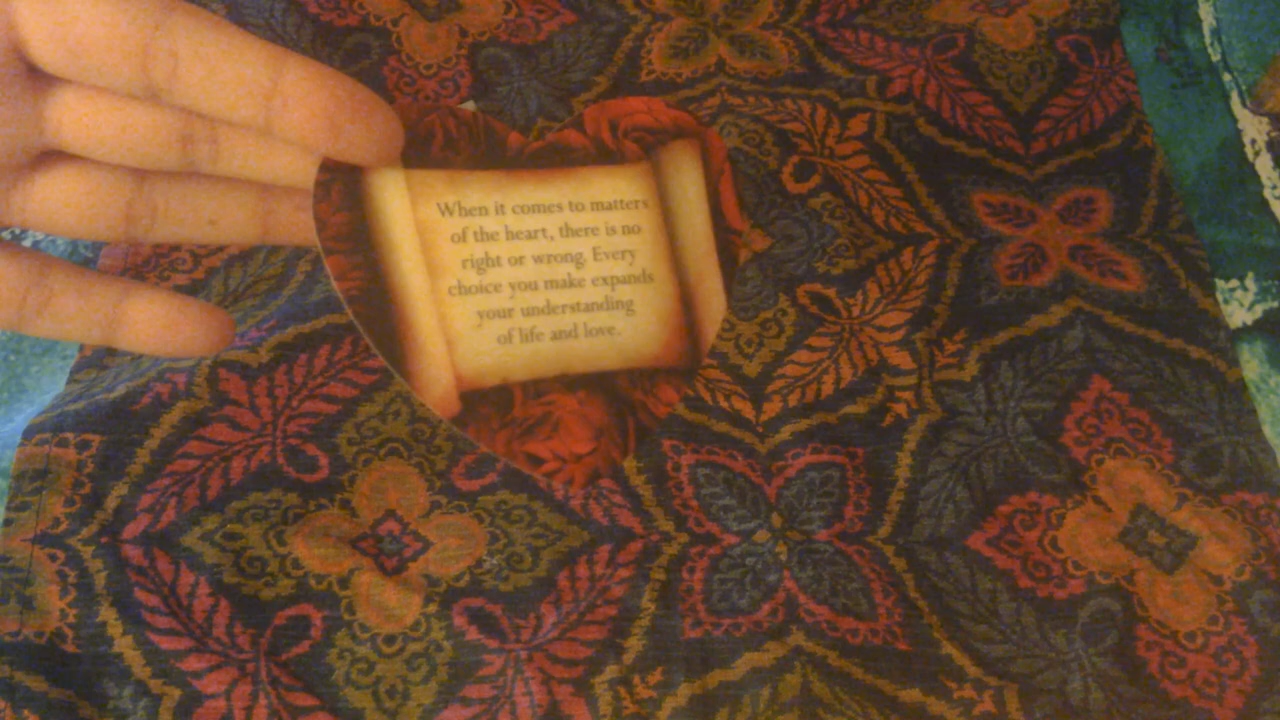 When it comes to matters
of the heart, there is no
right or wrong. Every
choice you make expands
your understanding
of life and love.